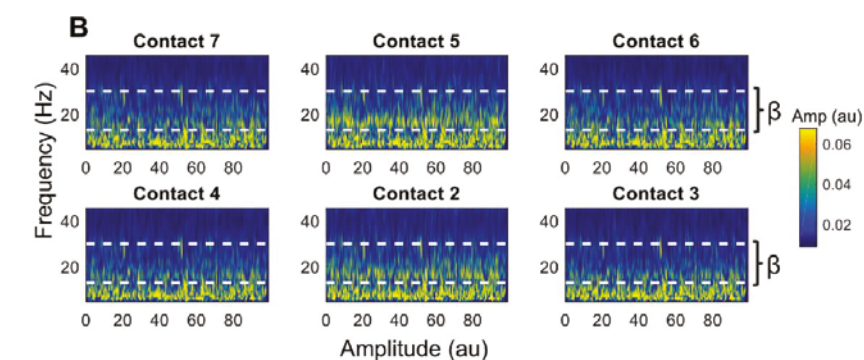 B
Contact 7 Contact 5 Contact 6
40 40 40
20 20 20
0 20 40 60 80 0 20 40 60 80 0 20 40 60 80
β
Amp (au)
0.06
0.04
0.02
Contact 4 Contact 2 Contact 3
40 40 40
20 20 20
0 20 40 60 80 0 20 40 60 80 0 20 40 60 80
β
Frequency (Hz)
Amplitude (au)